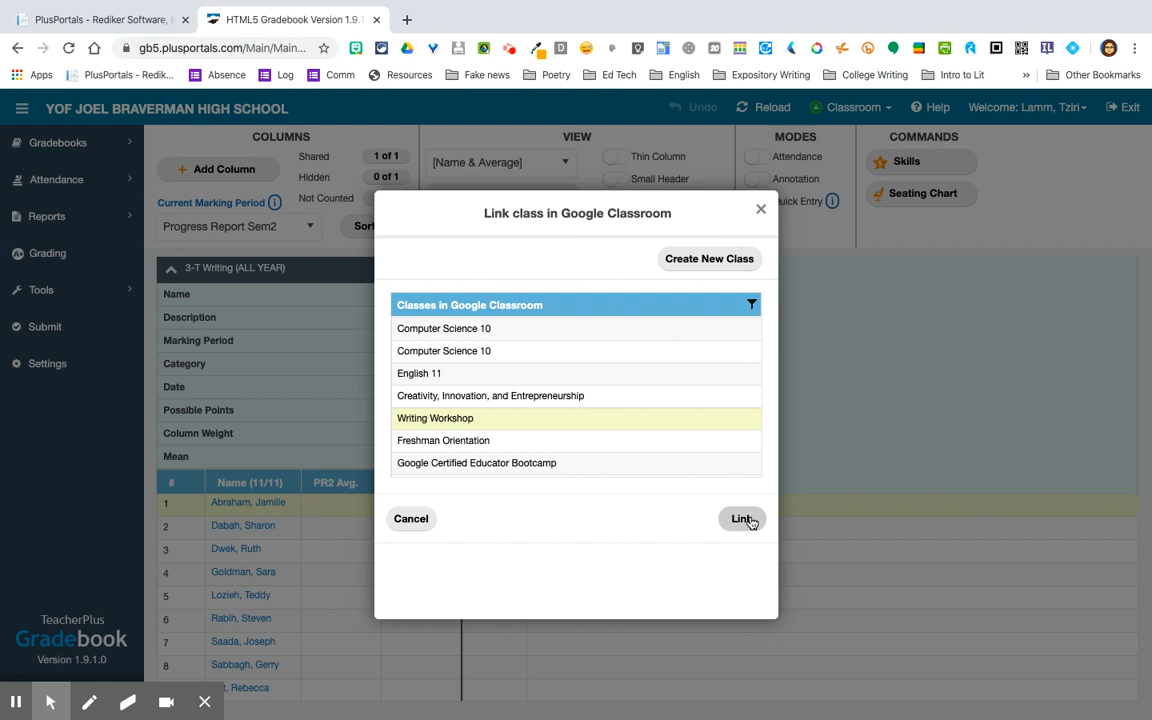 PlusPortals - Rediker Software, I
HTML5 Gradebook Version 1.9.1
gb5.plusportals.com/Main/Main...
Apps
PlusPortals - Redik...
Absence
Log
Comm
Resources
Fake news
Poetry
Ed Tech
English
Expository Writing
College Writing
Intro to Lit
»
Other Bookmarks
YOF JOEL BRAVERMAN HIGH SCHOOL
Undo
Reload
Classroom
Help
Welcome: Lamm, Tziri
Exit
Gradebooks
Attendance
Reports
Grading
Tools
Submit
Settings
TeacherPlus
Gradebook
Version 1.9.1.0
COLUMNS
VIEW
MODES
COMMANDS
+ Add Column
Shared
1 of 1
Hidden
0 of 1
Not Counted
Current Marking Period
Progress Report Sem2
Sort
[Name & Average]
Thin Column
Small Header
Attendance
Annotation
uick Entry
Skills
Seating Chart
3-T Writing (ALL YEAR)
Name
Description
Marking Period
Category
Date
Possible Points
Column Weight
Mean
# Name (11/11) PR2 Avg.
1 Abraham, Jamille
2 Dabah, Sharon
3 Dwek, Ruth
4 Goldman, Sara
5 Lozieh, Teddy
6 Rabih, Steven
7 Saada, Joseph
8 Sabbagh, Gerry
Rebecca
Link class in Google Classroom
Create New Class
Classes in Google Classroom
Computer Science 10
Computer Science 10
English 11
Creativity, Innovation, and Entrepreneurship
Writing Workshop
Freshman Orientation
Google Certified Educator Bootcamp
Cancel
Link